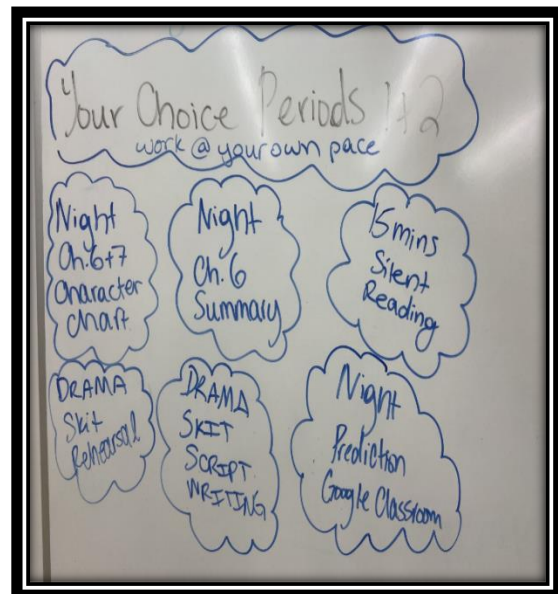 Your Choice Periods 1+2
work @ your own pace
Night
Ch. 6+7
Character
Chart
Night
Ch. 6
Summary
15 mins
Silent
Reading
DRAMA
Skit
Rehearsal
DRAMA
SKIT
SCRIPT
WRITING
Night
Prediction
Google Classroom